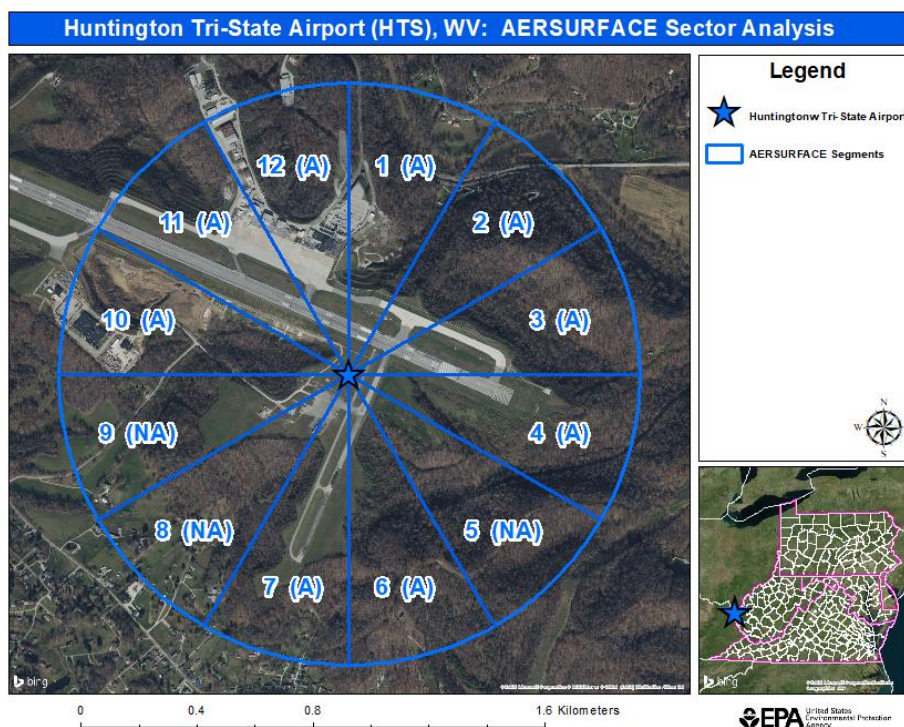 Huntington Tri-State Airport (HTS), WV: AERSURFACE Sector Analysis
Legend
Huntingtonw Tri-State Airport
AERSURFACE Segments
12 (A)
1 (A)
11 (A)
2 (A)
10 (A)
3 (A)
9 (NA)
4 (A)
8 (NA)
5 (NA)
7 (A)
6 (A)
N
W
E
S
bing
bing
0 0.4 0.8 1.6 Kilometers
EPA
United States
Environmental Protection
Agency